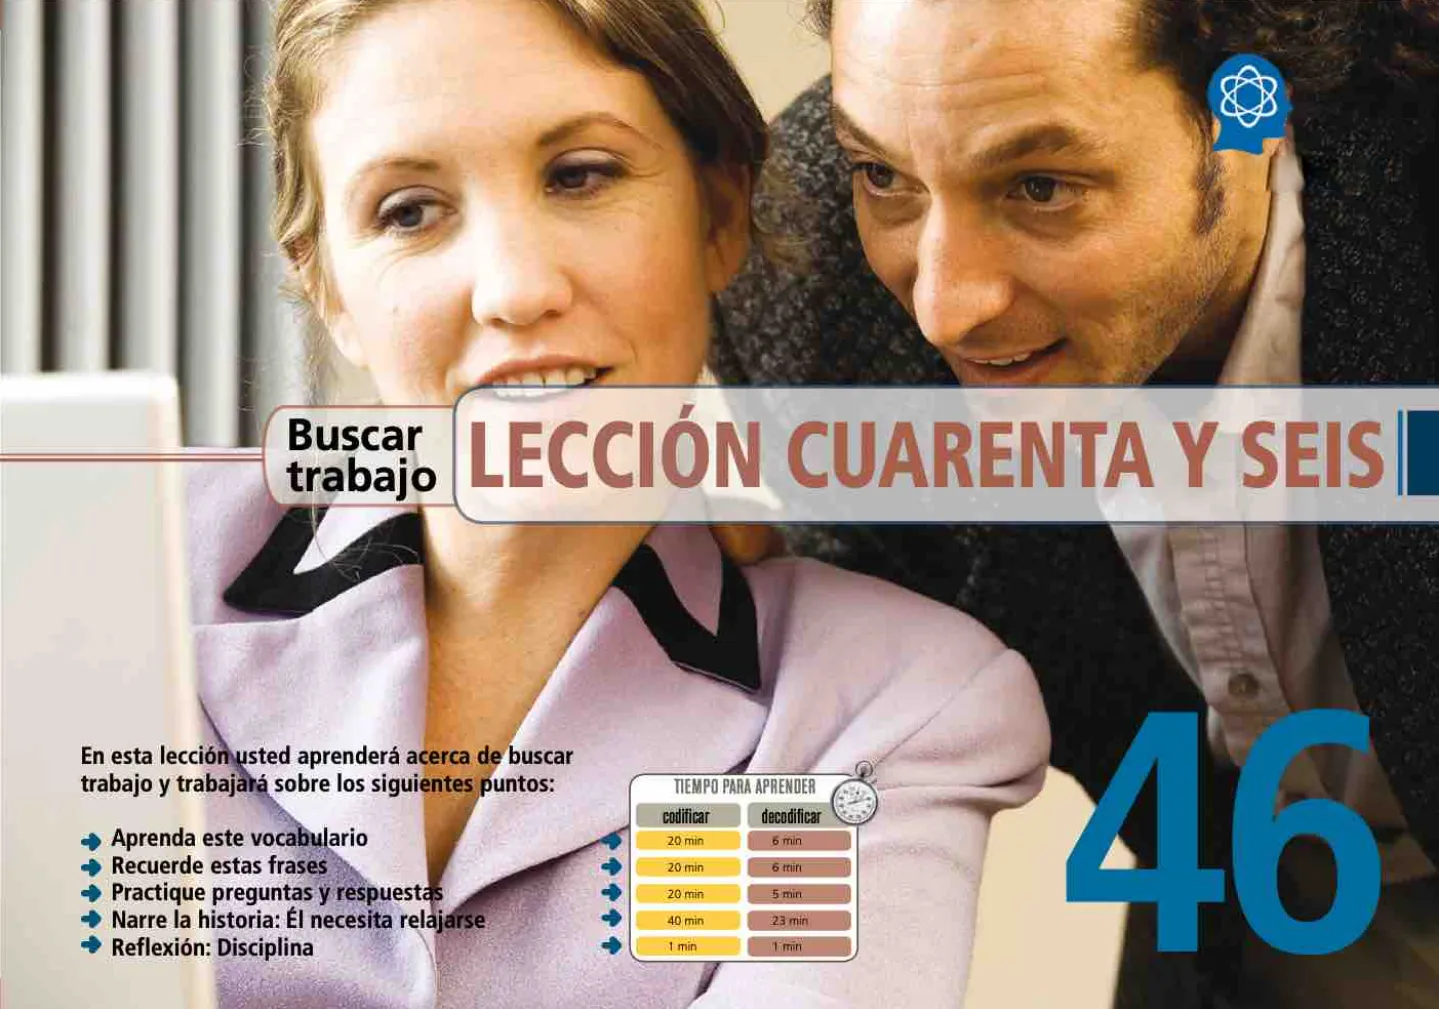 Buscar
trabajo
LECCIÓN CUARENTA Y SEIS
En esta lección usted aprenderá acerca de buscar
trabajo y trabajará sobre los siguientes puntos:
Aprenda este vocabulario
Recuerde estas frases
Practique preguntas y respuestas
Narre la historia: Él necesita relajarse
Reflexión: Disciplina
TIEMPO PARA APRENDER
codificar decodificar
20 min 6 min
20 min 6 min
20 min 5 min
40 min 23 min
1 min 1 min
46